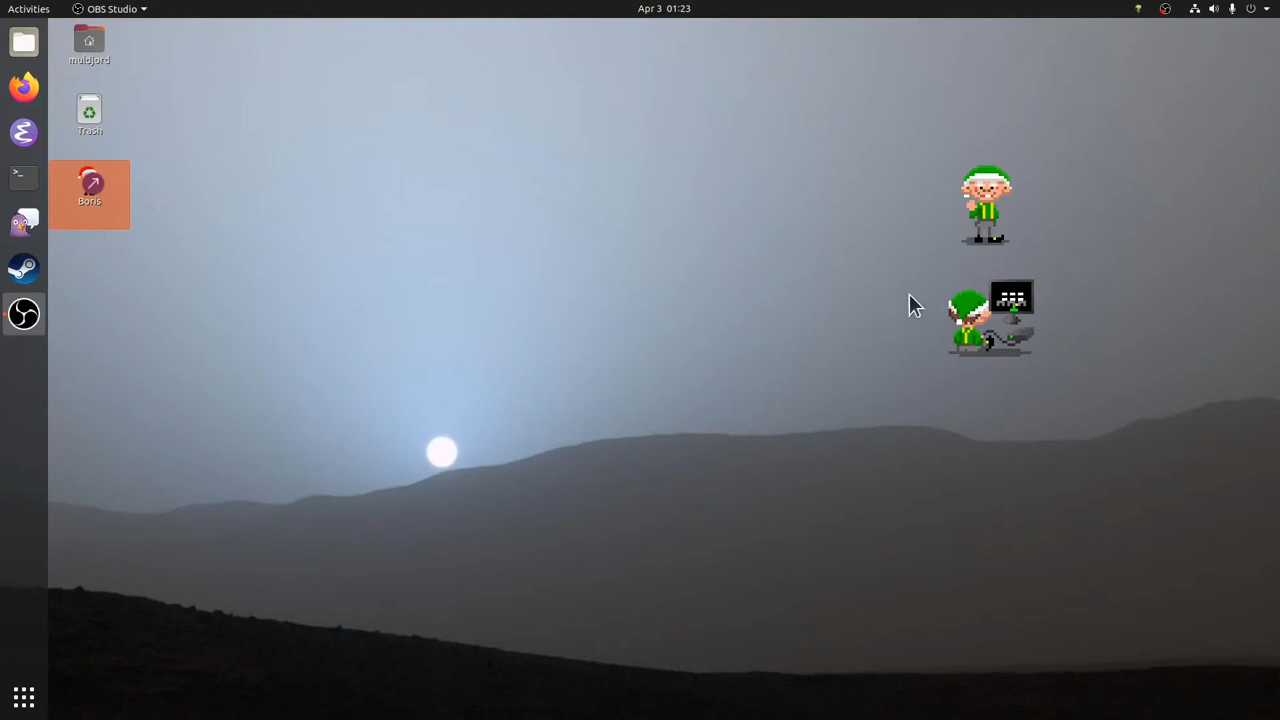 Activities
OBS Studio
Apr 3 01:23
muldjord
Trash
Boris